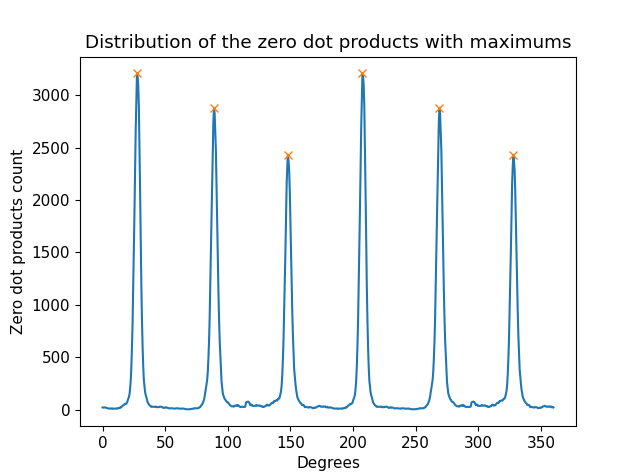 Distribution of the zero dot products with maximums
Zero dot products count
3000
2500
2000
1500
1000
500
0
0 50 100 150 200 250 300 350
Degrees